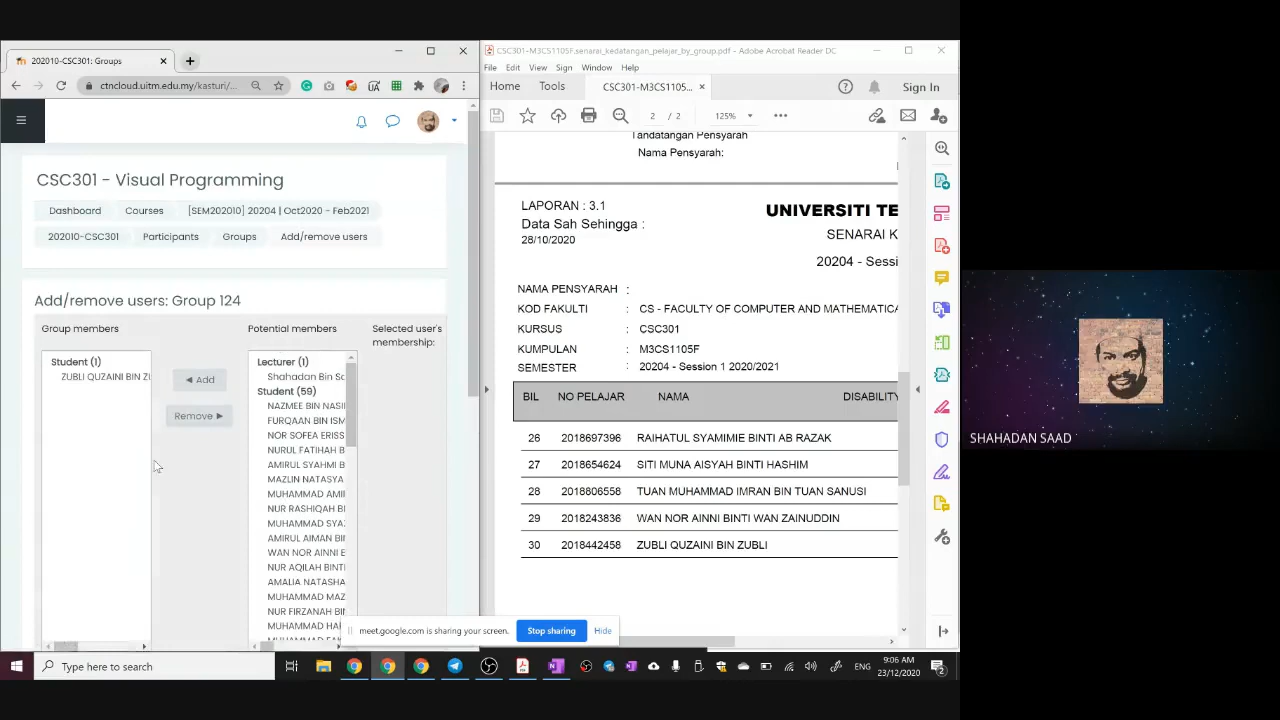 202010-CSC301: Groups
ctncloud.uitm.edu.my/kasturi/...
CSC301 - Visual Programming
Dashboard Courses [SEM202010] 20204 | Oct2020 - Feb2021
202010-CSC301 Participants Groups Add/remove users
Add/remove users: Group 124
Group members
Student (1)
ZUBLI QUZAINI BIN ZI
◄ Add
Remove ►
Potential members
Lecturer (1)
Shahadan Bin Sa
Student (59)
NAZMEE BIN NASI
FURQAAN BIN ISM
NOR SOFEA ERISS
NURUL FATIHAH B
AMIRUL SYAHMI B
MAZLIN NATASYA
MUHAMMAD AMI
NUR RASHIQAH BI
MUHAMMAD SYA
AMIRUL AIMAN BI
WAN NOR AINNI B
NUR AQILAH BINT
AMALIA NATASHA
MUHAMMAD MAZ
NUR FIRZANAH BI
MUHAMMAD HA
Selected user's
membership:
CSC301-M3CS1105F.senarai_kedatangan_pelajar_by_group.pdf - Adobe Acrobat Reader DC
File Edit View Sign Window Help
Home Tools CSC301-M3CS1105... Sign In
2 / 2 125%
Tandatangan Pensyarah
Nama Pensyarah:
LAPORAN : 3.1
Data Sah Sehingga :
28/10/2020
UNIVERSITI TE
SENARAI K
20204 - Sessi
NAMA PENSYARAH :
KOD FAKULTI : CS - FACULTY OF COMPUTER AND MATHEMATICA
KURSUS : CSC301
KUMPULAN : M3CS1105F
SEMESTER : 20204 - Session 1 2020/2021
BIL NO PELAJAR NAMA DISABILITY
26 2018697396 RAIHATUL SYAMIMIE BINTI AB RAZAK
27 2018654624 SITI MUNA AISYAH BINTI HASHIM
28 2018806558 TUAN MUHAMMAD IMRAN BIN TUAN SANUSI
29 2018243836 WAN NOR AINNI BINTI WAN ZAINUDDIN
30 2018442458 ZUBLI QUZAINI BIN ZUBLI
meet.google.com is sharing your screen. Stop sharing Hide
Type here to search
ENG
9:06 AM
23/12/2020
2
SHAHADAN SAAD